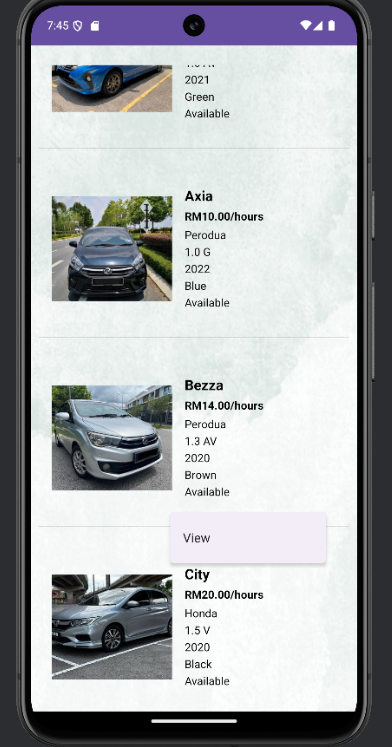 7:45
2021
Green
Available
Axia
RM10.00/hours
Perodua
1.0 G
2022
Blue
Available
Bezza
RM14.00/hours
Perodua
1.3 AV
2020
Brown
Available
View
City
RM20.00/hours
Honda
1.5 V
2020
Black
Available